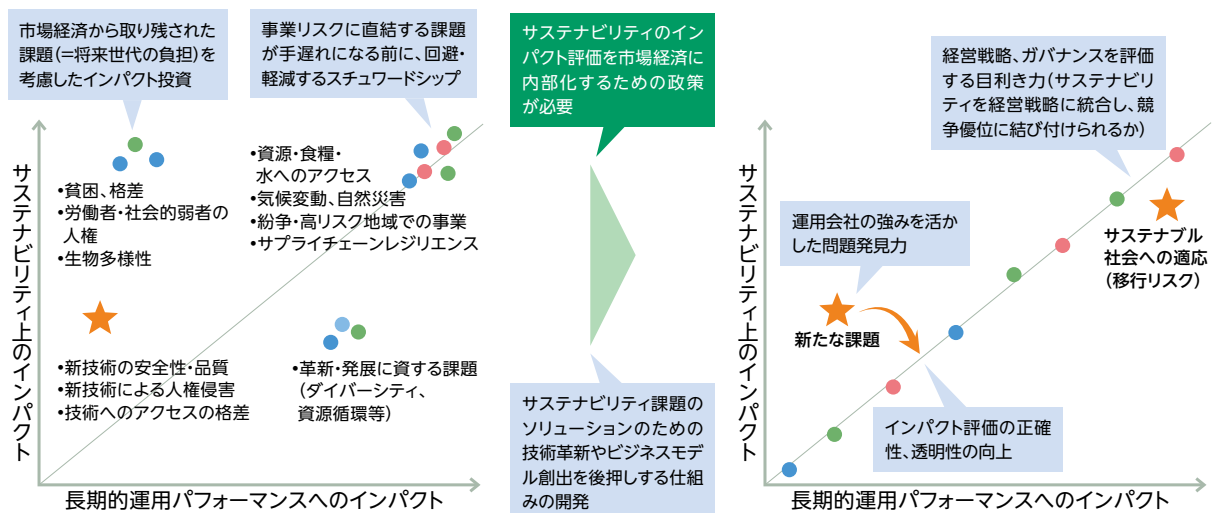 市場経済から取り残された
課題(=将来世代の負担)を
考慮したインパクト投資
事業リスクに直結する課題
が手遅れになる前に、回避・
軽減するスチュワードシップ
サステナビリティ上のインパクト
•貧困、格差
•労働者・社会的弱者の
人権
•生物多様性
•資源・食糧・
水へのアクセス
•気候変動、自然災害
•紛争・高リスク地域での事業
•サプライチェーンレジリエンス
•新技術の安全性・品質
•新技術による人権侵害
•技術へのアクセスの格差
•革新・発展に資する課題
(ダイバーシティ、
資源循環等)
長期的運用パフォーマンスへのインパクト
サステナビリティのイン
パクト評価を市場経済に
内部化するための政策
が必要
サステナビリティ課題の
ソリューションのための
技術革新やビジネスモデ
ル創出を後押しする仕組
みの開発
経営戦略、ガバナンスを評価
する目利き力(サステナビリ
ティを経営戦略に統合し、競
争優位に結び付けられるか)
サステナビリティ上のインパクト
運用会社の強みを活か
した問題発見力
サステナブル
社会への適応
(移行リスク)
新たな課題
インパクト評価の正確
性、透明性の向上
長期的運用パフォーマンスへのインパクト